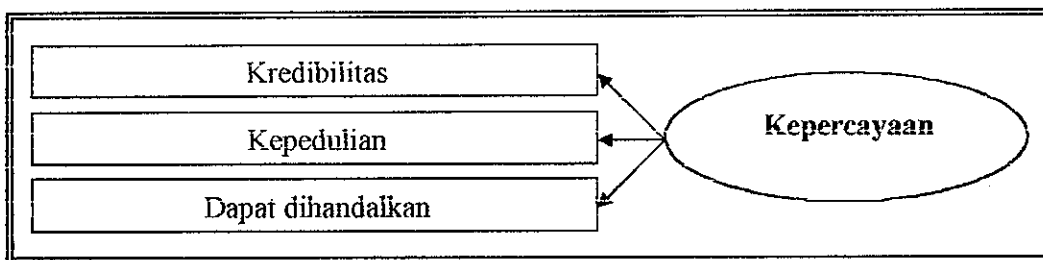 Kredibilitas
Kepedulian
Kepercayaan
Dapat dihandalkan